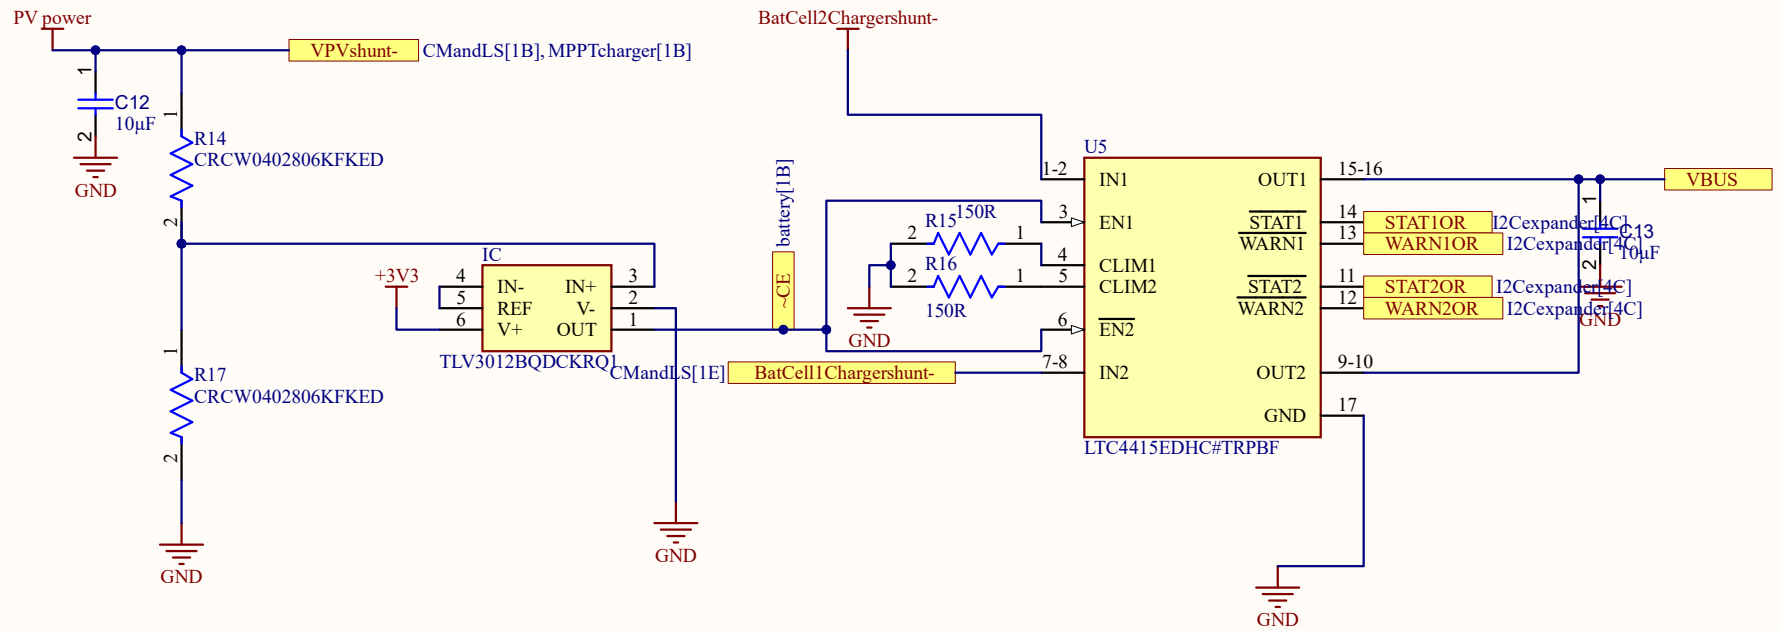 PV power
VPVshunt-
CMandLS[1B], MPPTcharger[1B]
1
C12
10µF
2
GND
1
R14
CRCW0402806KFKED
2
1
R17
CRCW0402806KFKED
2
GND
+3V3
IC
4 IN- IN+ 3
5 REF V- 2
6 V+ OUT 1
TLV3012BQDCKRQ1
GND
battery[1B]
~CE
BatCell2Chargershunt-
R15 150R
2 1
R16
2 1
150R
GND
CMandLS[1E] BatCell1Chargershunt-
U5
1-2 IN1 OUT1 15-16
3 EN1 STAT1 14
WARN1 13
4 CLIM1
5 CLIM2 STAT2 11
WARN2 12
6 EN2
7-8 IN2 OUT2 9-10
GND 17
LTC4415EDHC#TRPBF
GND
VBUS
STAT1OR I2Cexpander[4C]
WARN1OR I2Cexpander[4C]
STAT2OR I2Cexpander[4C]
WARN2OR I2Cexpander[4C]
1
C13
10µF
2
GND